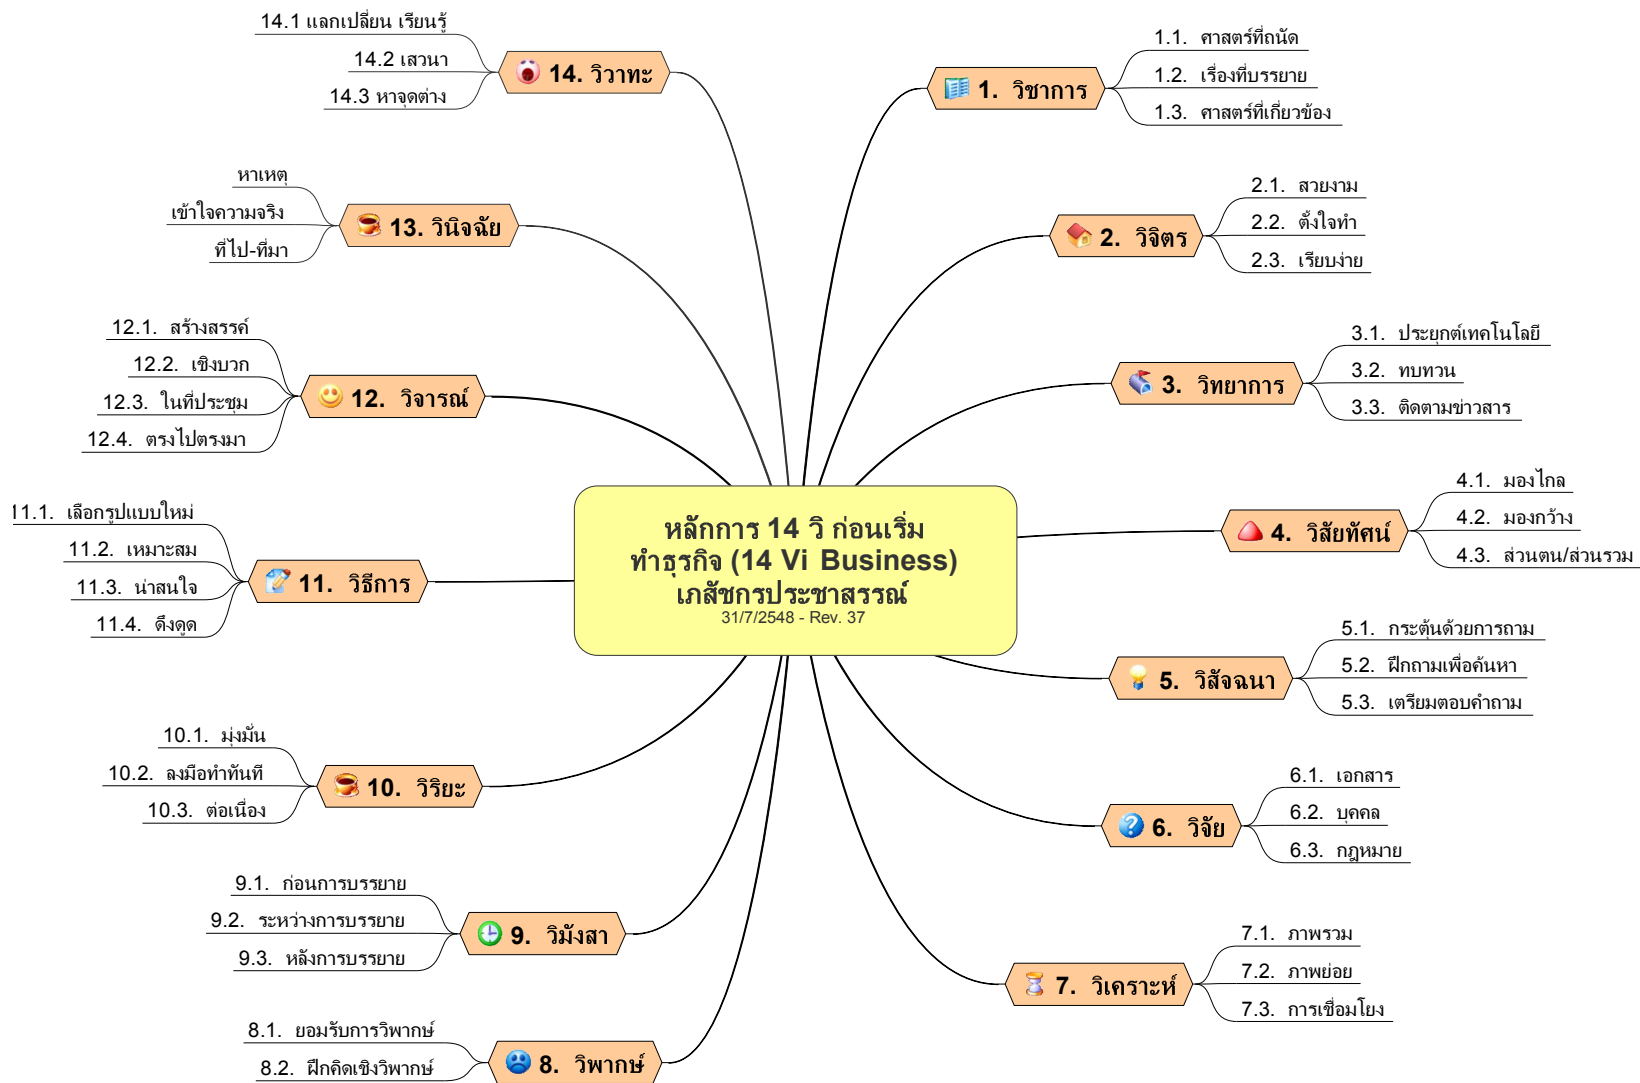 หลักการ 14 วิ ก่อนเริ่ม
ทำธุรกิจ (14 Vi Business)
เภสัชกรประชาสรรณ์
31/7/2548 - Rev. 37
1. วิชาการ
1.1. ศาสตร์ที่ถนัด
1.2. เรื่องที่บรรยาย
1.3. ศาสตร์ที่เกี่ยวข้อง
2. วิจิตร
2.1. สวยงาม
2.2. ตั้งใจทำ
2.3. เรียบง่าย
3. วิทยาการ
3.1. ประยุกต์เทคโนโลยี
3.2. ทบทวน
3.3. ติดตามข่าวสาร
4. วิสัยทัศน์
4.1. มองไกล
4.2. มองกว้าง
4.3. ส่วนตน/ส่วนรวม
5. วิสัจฉนา
5.1. กระตุ้นด้วยการถาม
5.2. ฝึกถามเพื่อค้นหา
5.3. เตรียมตอบคำถาม
6. วิจัย
6.1. เอกสาร
6.2. บุคคล
6.3. กฎหมาย
7. วิเคราะห์
7.1. ภาพรวม
7.2. ภาพย่อย
7.3. การเชื่อมโยง
8. วิพากษ์
8.1. ยอมรับการวิพากษ์
8.2. ฝึกคิดเชิงวิพากษ์
9. วิมังสา
9.1. ก่อนการบรรยาย
9.2. ระหว่างการบรรยาย
9.3. หลังการบรรยาย
10. วิริยะ
10.1. มุ่งมั่น
10.2. ลงมือทำทันที
10.3. ต่อเนื่อง
11. วิธีการ
11.1. เลือกรูปแบบใหม่
11.2. เหมาะสม
11.3. น่าสนใจ
11.4. ดึงดูด
12. วิจารณ์
12.1. สร้างสรรค์
12.2. เชิงบวก
12.3. ในที่ประชุม
12.4. ตรงไปตรงมา
13. วินิจฉัย
หาเหตุ
เข้าใจความจริง
ที่ไป-ที่มา
14. วิวาทะ
14.1 แลกเปลี่ยน เรียนรู้
14.2 เสวนา
14.3 หาจุดต่าง